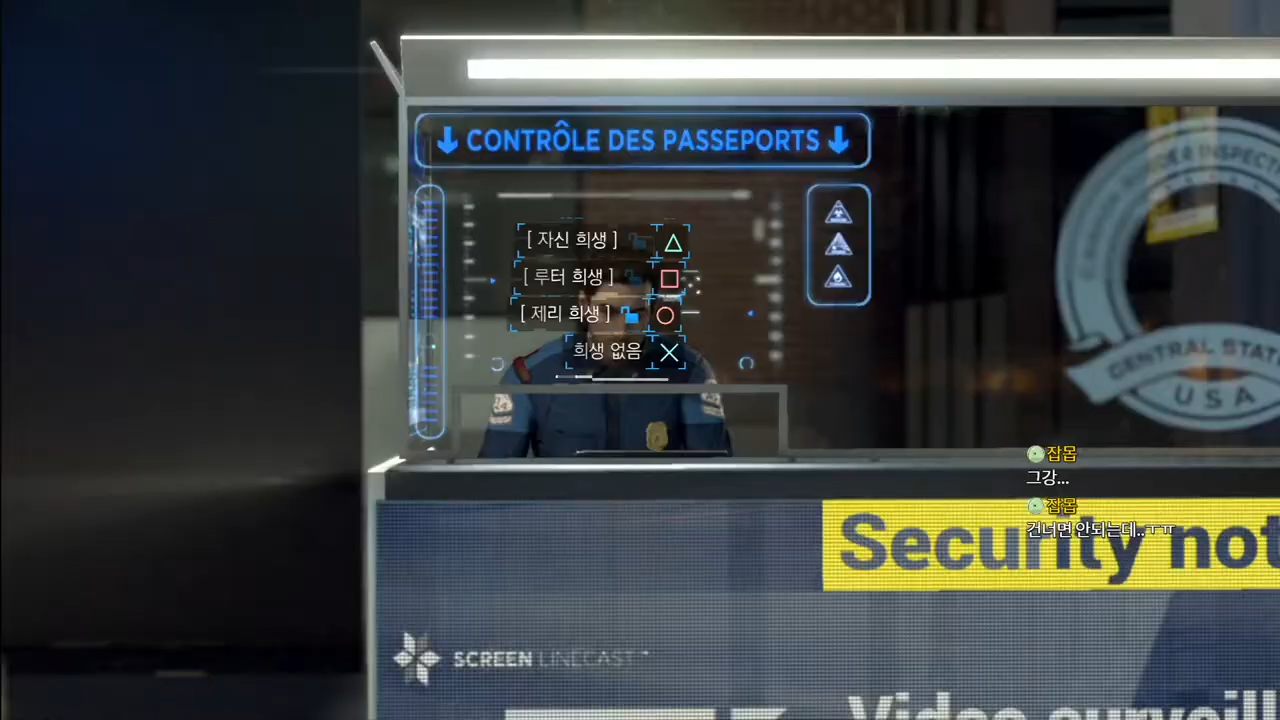 CONTRÔLE DES PASSEPORTS
[ 자신 희생 ]
[ 루터 희생 ]
[ 제리 희생 ]
희생 없음
CENTRAL STAT
USA
잡몹
그강...
잡몹
건너면 안되는데..ㅜㅠ
Security not
SCREEN LINECAST
Video surveill